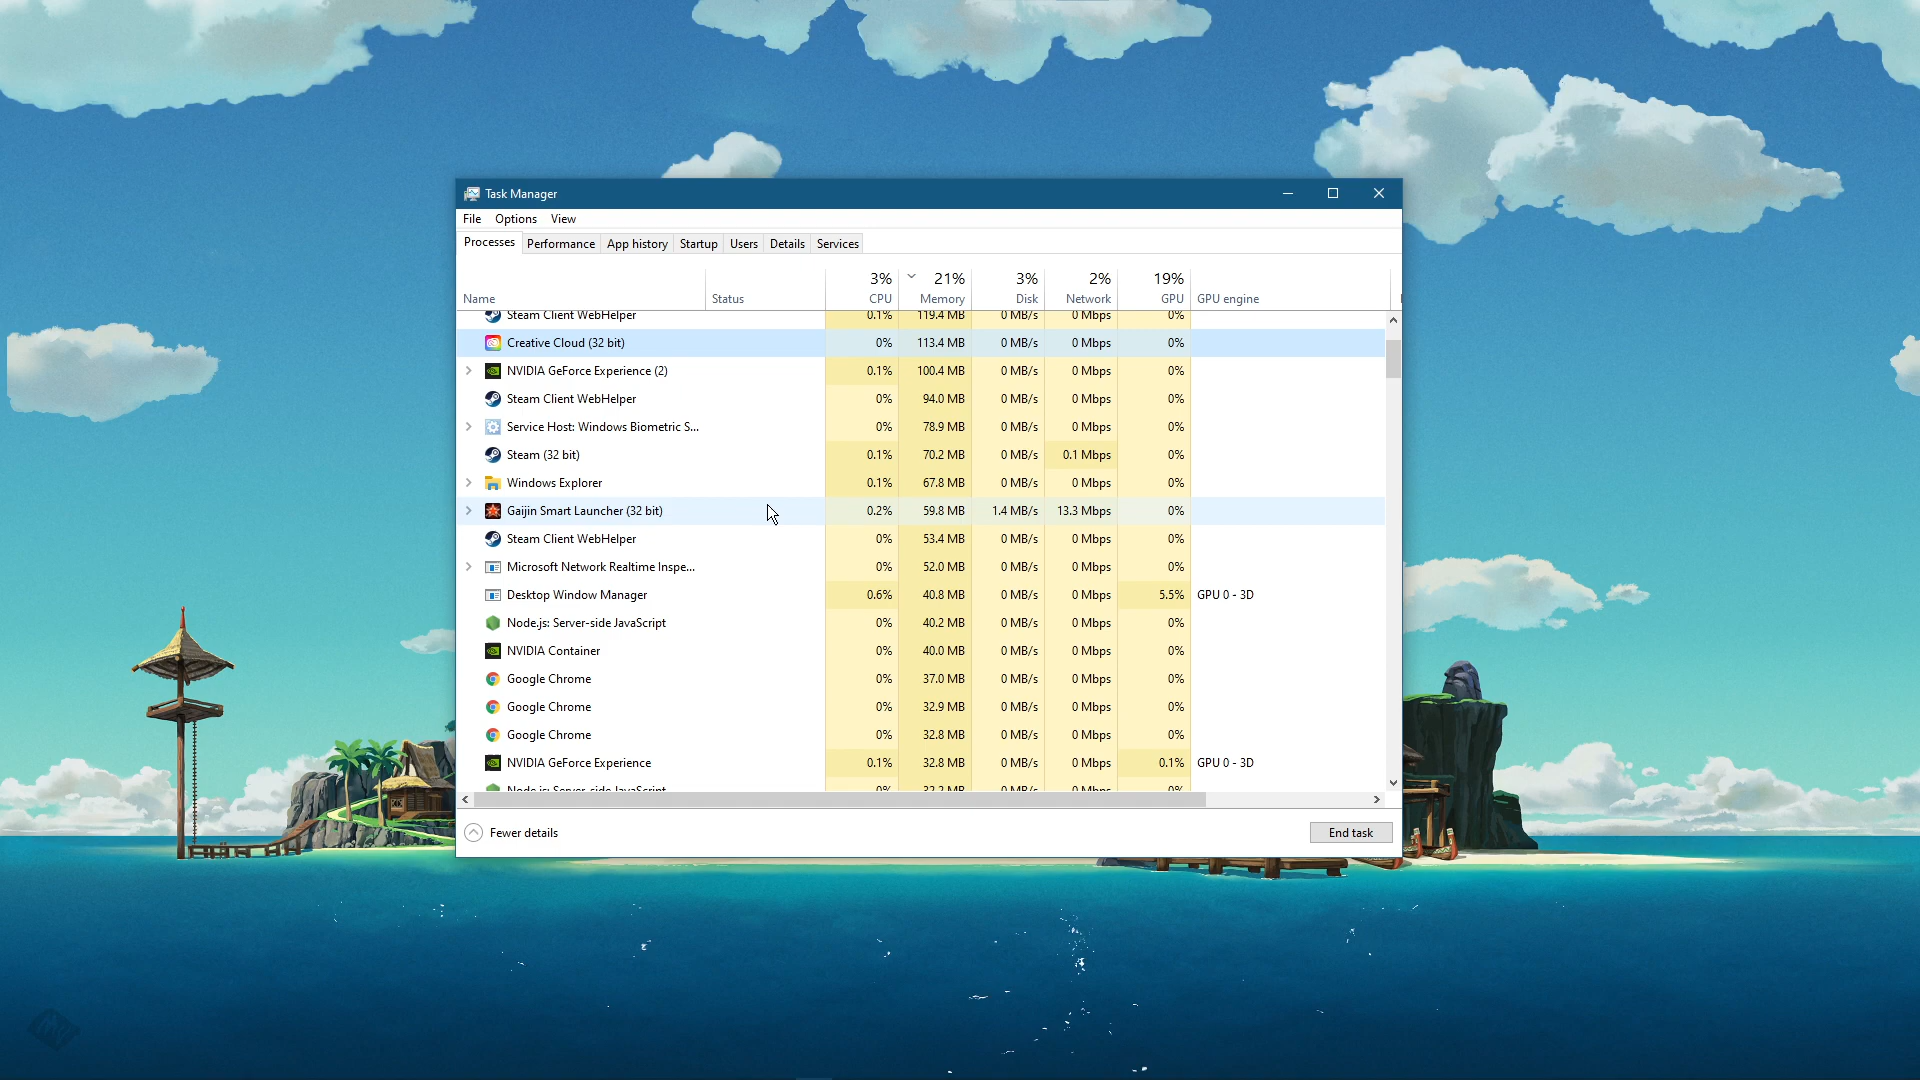 Task Manager
File Options View
Processes Performance App history Startup Users Details Services
3% 21% 3% 2% 19%
Name Status CPU Memory Disk Network GPU GPU engine
Steam Client WebHelper 0.1% 119.4 MB 0 MB/s 0 Mbps 0%
Creative Cloud (32 bit) 0% 113.4 MB 0 MB/s 0 Mbps 0%
NVIDIA GeForce Experience (2) 0.1% 100.4 MB 0 MB/s 0 Mbps 0%
Steam Client WebHelper 0% 94.0 MB 0 MB/s 0 Mbps 0%
Service Host: Windows Biometric S... 0% 78.9 MB 0 MB/s 0 Mbps 0%
Steam (32 bit) 0.1% 70.2 MB 0 MB/s 0.1 Mbps 0%
Windows Explorer 0.1% 67.8 MB 0 MB/s 0 Mbps 0%
Gaijin Smart Launcher (32 bit) 0.2% 59.8 MB 1.4 MB/s 13.3 Mbps 0%
Steam Client WebHelper 0% 53.4 MB 0 MB/s 0 Mbps 0%
Microsoft Network Realtime Inspe... 0% 52.0 MB 0 MB/s 0 Mbps 0%
Desktop Window Manager 0.6% 40.8 MB 0 MB/s 0 Mbps 5.5% GPU 0 - 3D
Node.js: Server-side JavaScript 0% 40.2 MB 0 MB/s 0 Mbps 0%
NVIDIA Container 0% 40.0 MB 0 MB/s 0 Mbps 0%
Google Chrome 0% 37.0 MB 0 MB/s 0 Mbps 0%
Google Chrome 0% 32.9 MB 0 MB/s 0 Mbps 0%
Google Chrome 0% 32.8 MB 0 MB/s 0 Mbps 0%
NVIDIA GeForce Experience 0.1% 32.8 MB 0 MB/s 0 Mbps 0.1% GPU 0 - 3D
Node.js: Server-side JavaScript 0% 32.2 MB 0 MB/s 0 Mbps 0%
Fewer details End task